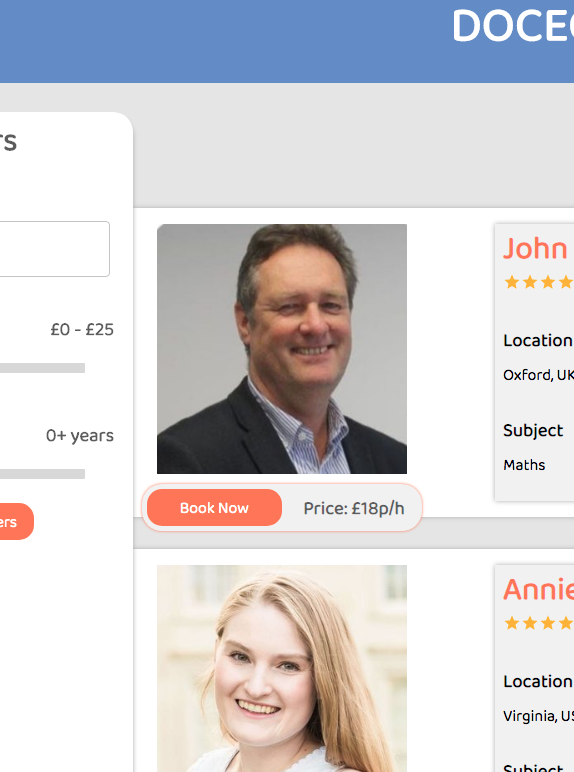 DOCE
rs
£0 - £25
0+ years
ers
John
Location
Oxford, UK
Subject
Maths
Book Now
Price: £18p/h
Annie
Location
Virginia, US
Subject